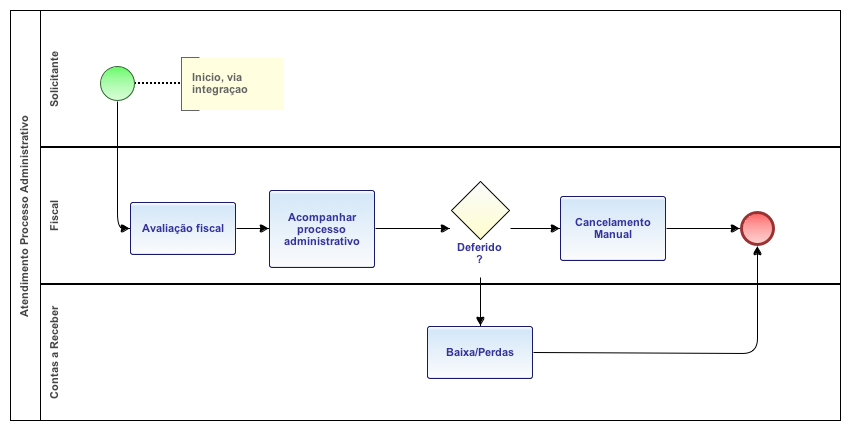 Atendimento Processo Administrativo
Solicitante
Inicio, via
integraçao
Fiscal
Avaliação fiscal
Acompanhar
processo
administrativo
Deferido
?
Cancelamento
Manual
Contas a Receber
Baixa/Perdas